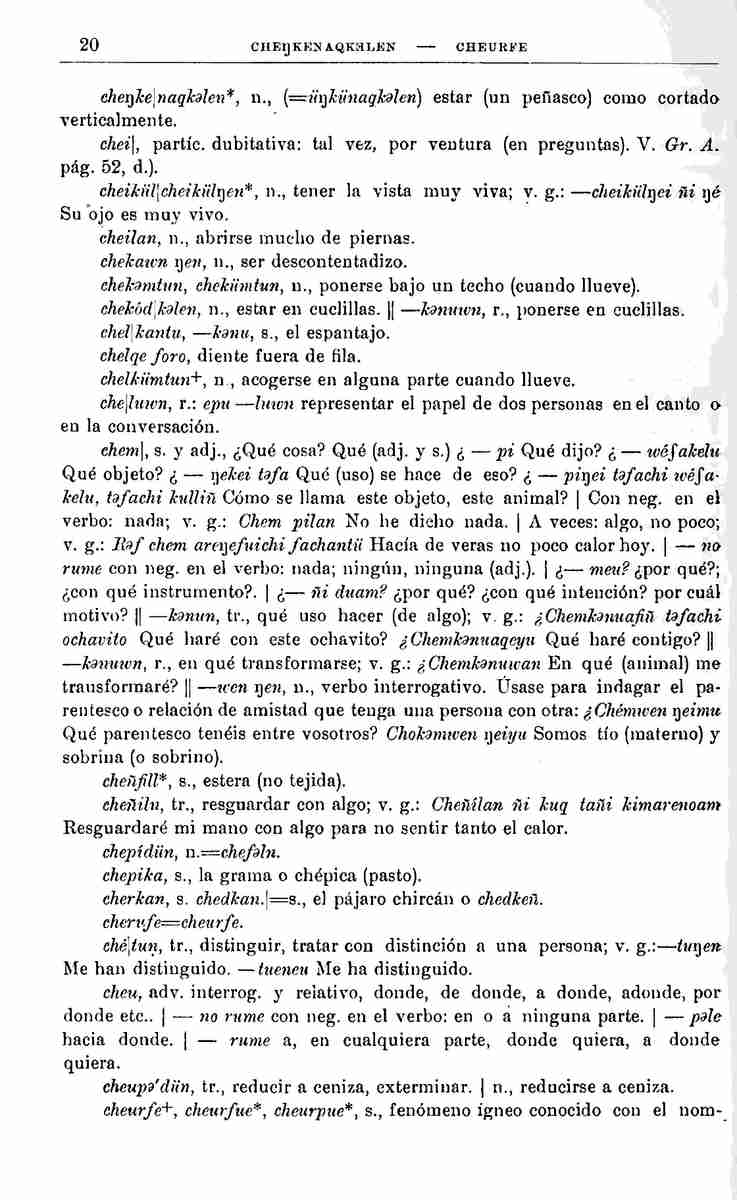 20 CHEŊKENAQKƏLEN — CHEURFE
cheŋke|naqkəlen*, n., (=üŋkünaqkəlen) estar (un peñasco) como cortado
verticalmente.
chei|, partíc. dubitativa: tal vez, por ventura (en preguntas). V. Gr. A.
pág. 52, d.).
cheikül|cheikülŋen*, n., tener la vista muy viva; v. g.: —cheikülŋei ñi ŋé
Su ojo es muy vivo.
cheilan, n., abrirse mucho de piernas.
chekawn ŋen, n., ser descontentadizo.
chekəmtun, chekümtun, n., ponerse bajo un techo (cuando llueve).
chekód|kəlen, n., estar en cuclillas. || —kənuwn, r., ponerse en cuclillas.
chel|kantu, —kənu, s., el espantajo.
chelqe foro, diente fuera de fila.
chelkümtun+, n., acogerse en alguna parte cuando llueve.
che|luwn, r.: epu —luwn representar el papel de dos personas en el canto o
en la conversación.
chem|, s. y adj., ¿Qué cosa? Qué (adj. y s.) ¿ — pi Qué dijo? ¿ — wéʃakelu
Qué objeto? ¿ — ŋekei təfa Qué (uso) se hace de eso? ¿ — piŋei təfachi wéʃa-
kelu, təfachi kulliñ Cómo se llama este objeto, este animal? | Con neg. en el
verbo: nada; v. g.: Chem pilan No he dicho nada. | A veces: algo, no poco;
v. g.: Rəf chem areŋefuichi fachantü Hacía de veras no poco calor hoy. | — no
rume con neg. en el verbo: nada; ningún, ninguna (adj.). | ¿— meu? ¿por qué?;
¿con qué instrumento?. | ¿— ñi duam? ¿por qué? ¿con qué intención? por cuál
motivo? || —kənun, tr., qué uso hacer (de algo); v. g.: ¿Chemkənuafiñ təfachi
ochavito Qué haré con este ochavito? ¿Chemkənuaqeyu Qué haré contigo? ||
—kənuwn, r., en qué transformarse; v. g.: ¿Chemkənuwan En qué (animal) me
transformaré? || —wen ŋen, n., verbo interrogativo. Úsase para indagar el pa-
rentesco o relación de amistad que tenga una persona con otra: ¿Chémwen ŋeimu
Qué parentesco tenéis entre vosotros? Chokəmwen ŋeiyu Somos tío (materno) y
sobrina (o sobrino).
cheñfill*, s., estera (no tejida).
cheñiln, tr., resguardar con algo; v. g.: Cheñílan ñi kuq tañi kimarenoam
Resguardaré mi mano con algo para no sentir tanto el calor.
chepídün, n.=chefəln.
chepika, s., la grama o chépica (pasto).
cherkan, s. chedkan.|=s., el pájaro chircán o chedkeñ.
cherufe=cheurfe.
ché|tuṇ, tr., distinguir, tratar con distinción a una persona; v. g.:—tuŋen
Me han distinguido. —tueneu Me ha distinguido.
cheu, adv. interrog. y relativo, donde, de donde, a donde, adonde, por
donde etc.. | — no rume con neg. en el verbo: en o á ninguna parte. | — pəle
hacia donde. | — rume a, en cualquiera parte, donde quiera, a donde
quiera.
cheupə'dün, tr., reducir a ceniza, exterminar. | n., reducirse a ceniza.
cheurfe+, cheurfue*, cheurpue*, s., fenómeno igneo conocido con el nom-